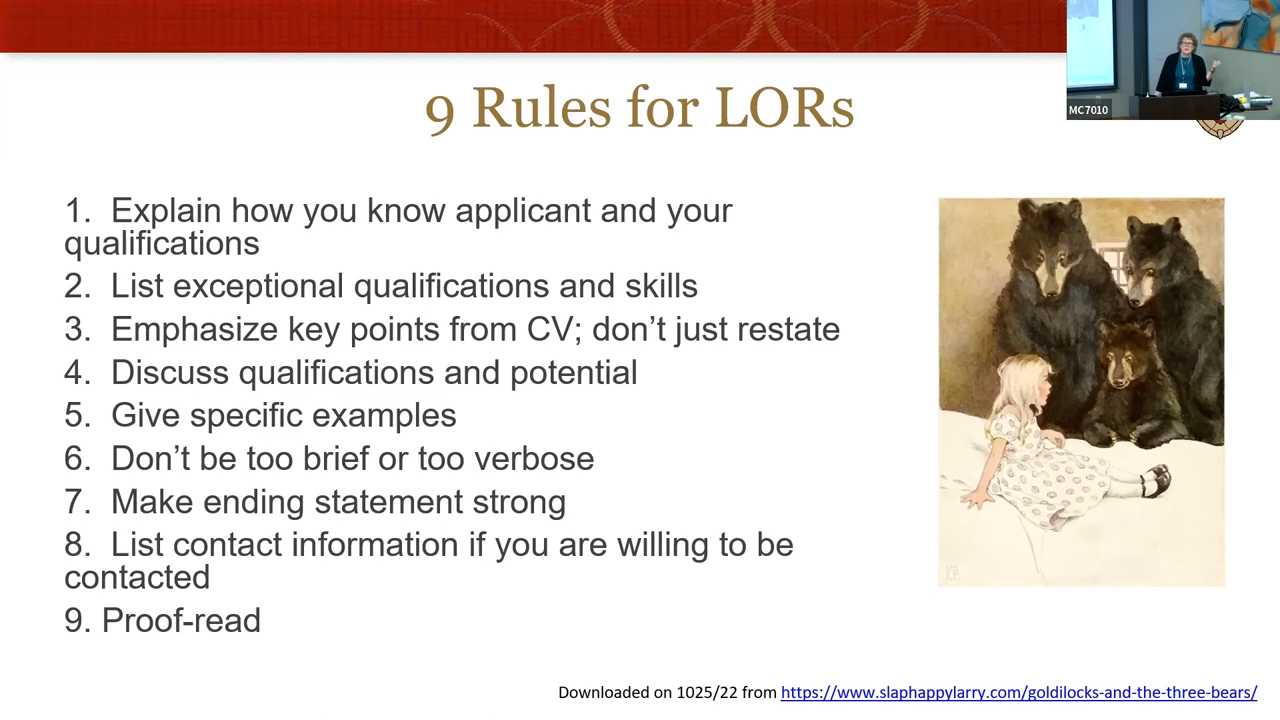 MC7010
9 Rules for LORs
1. Explain how you know applicant and your
qualifications
2. List exceptional qualifications and skills
3. Emphasize key points from CV; don’t just restate
4. Discuss qualifications and potential
5. Give specific examples
6. Don’t be too brief or too verbose
7. Make ending statement strong
8. List contact information if you are willing to be
contacted
9. Proof-read
Downloaded on 1025/22 from https://www.slaphappylarry.com/goldilocks-and-the-three-bears/